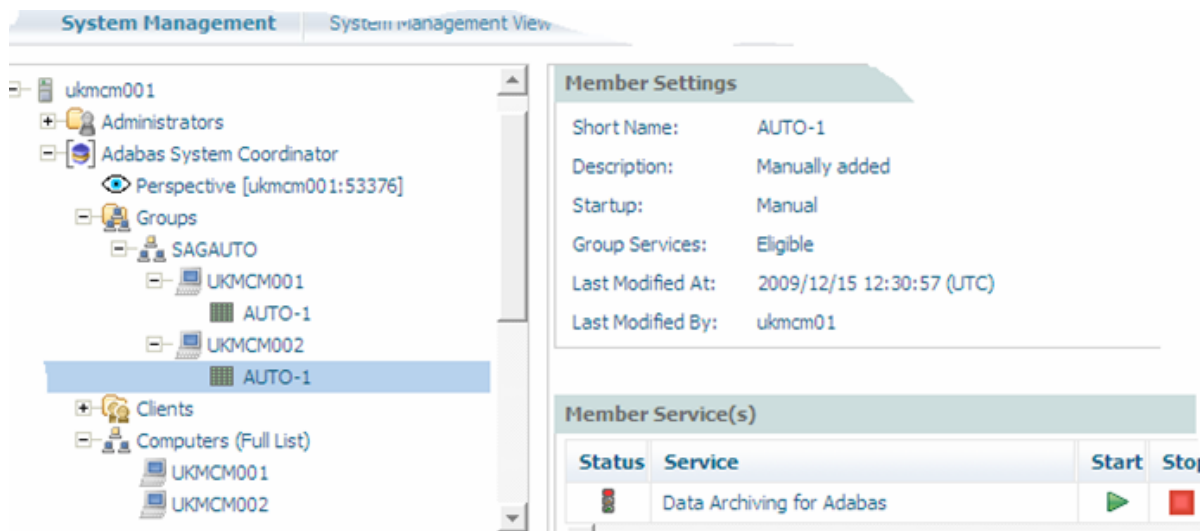 System Management
System Management View
ukmcm001
Administrators
Adabas System Coordinator
Perspective [ukmcm001:53376]
Groups
SAGAUTO
UKMCM001
AUTO-1
UKMCM002
AUTO-1
Clients
Computers (Full List)
UKMCM001
UKMCM002
Member Settings
Short Name: AUTO-1
Description: Manually added
Startup: Manual
Group Services: Eligible
Last Modified At: 2009/12/15 12:30:57 (UTC)
Last Modified By: ukmcm01
Member Service(s)
Status Service Start Stop
Data Archiving for Adabas